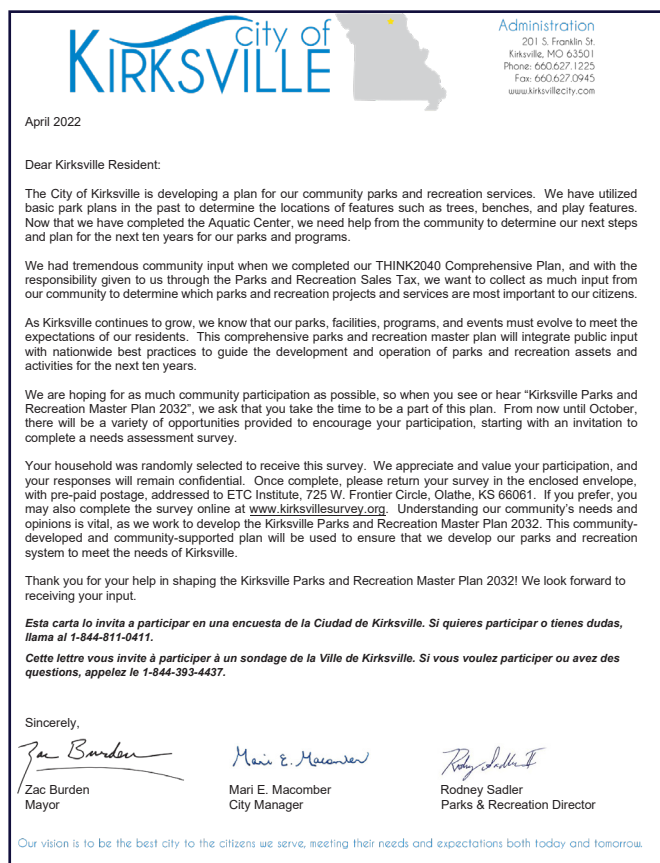 city of
KIRKSVILLE
Administration
201 S. Franklin St.
Kirksville, MO 63501
Phone: 660.627.1225
Fax: 660.627.0945
www.kirksvillecity.com
April 2022
Dear Kirksville Resident:
The City of Kirksville is developing a plan for our community parks and recreation services. We have utilized
basic park plans in the past to determine the locations of features such as trees, benches, and play features.
Now that we have completed the Aquatic Center, we need help from the community to determine our next steps
and plan for the next ten years for our parks and programs.
We had tremendous community input when we completed our THINK2040 Comprehensive Plan, and with the
responsibility given to us through the Parks and Recreation Sales Tax, we want to collect as much input from
our community to determine which parks and recreation projects and services are most important to our citizens.
As Kirksville continues to grow, we know that our parks, facilities, programs, and events must evolve to meet the
expectations of our residents. This comprehensive parks and recreation master plan will integrate public input
with nationwide best practices to guide the development and operation of parks and recreation assets and
activities for the next ten years.
We are hoping for as much community participation as possible, so when you see or hear “Kirksville Parks and
Recreation Master Plan 2032”, we ask that you take the time to be a part of this plan. From now until October,
there will be a variety of opportunities provided to encourage your participation, starting with an invitation to
complete a needs assessment survey.
Your household was randomly selected to receive this survey. We appreciate and value your participation, and
your responses will remain confidential. Once complete, please return your survey in the enclosed envelope,
with pre-paid postage, addressed to ETC Institute, 725 W. Frontier Circle, Olathe, KS 66061. If you prefer, you
may also complete the survey online at www.kirksvillesurvey.org. Understanding our community’s needs and
opinions is vital, as we work to develop the Kirksville Parks and Recreation Master Plan 2032. This community-
developed and community-supported plan will be used to ensure that we develop our parks and recreation
system to meet the needs of Kirksville.
Thank you for your help in shaping the Kirksville Parks and Recreation Master Plan 2032! We look forward to
receiving your input.
Esta carta lo invita a participar en una encuesta de la Ciudad de Kirksville. Si quieres participar o tienes dudas,
llama al 1-844-811-0411.
Cette lettre vous invite à participer à un sondage de la Ville de Kirksville. Si vous voulez participer ou avez des
questions, appelez le 1-844-393-4437.
Sincerely,
Zac Burden Mari E. Macomber Rodney Sadler II
Zac Burden Mari E. Macomber Rodney Sadler
Mayor City Manager Parks & Recreation Director
Our vision is to be the best city to the citizens we serve, meeting their needs and expectations both today and tomorrow.